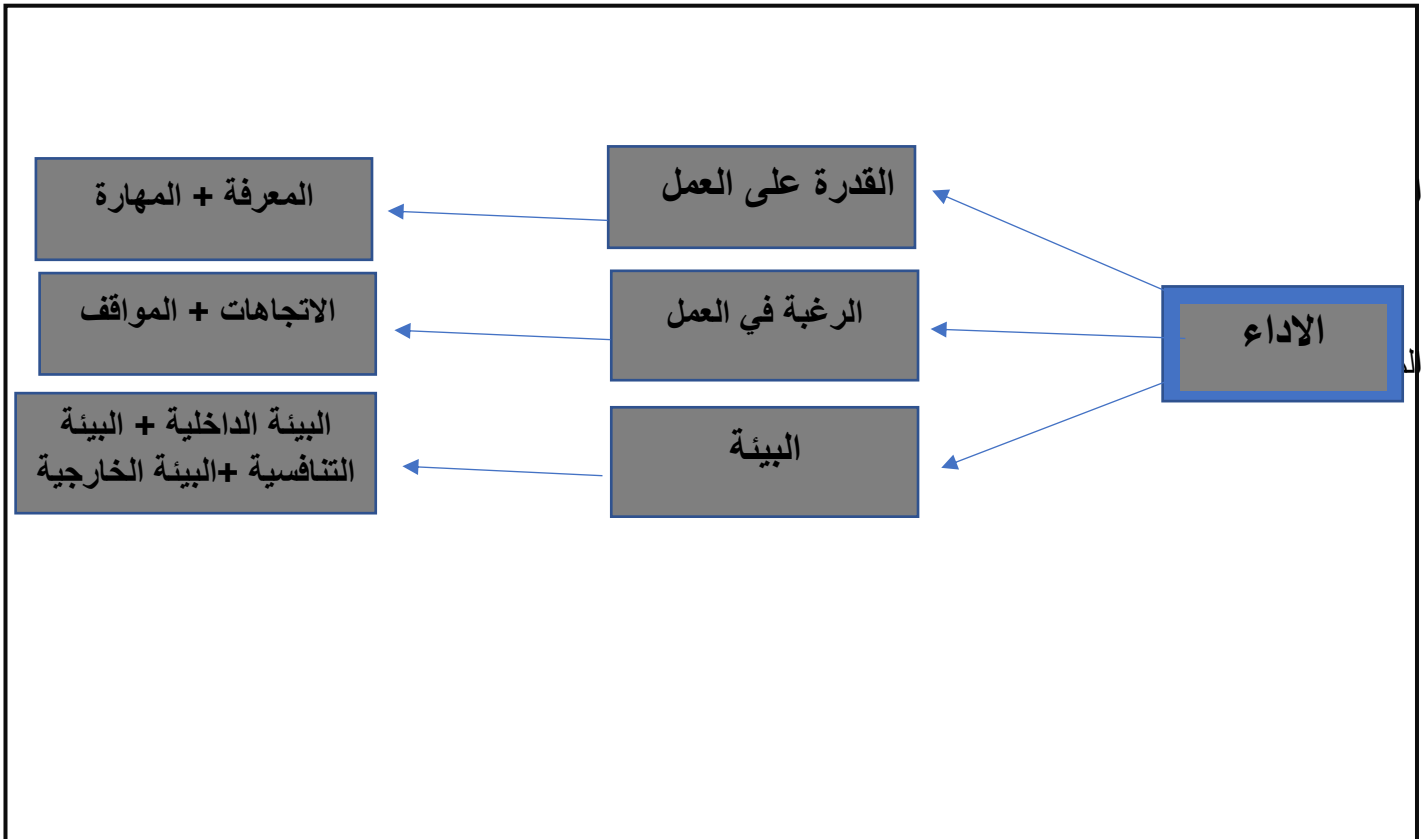 القدرة على العمل
المعرفة + المهارة
الاداء
الرغبة في العمل
الاتجاهات + المواقف
البيئة
البيئة الداخلية + البيئة
التنافسية +البيئة الخارجية